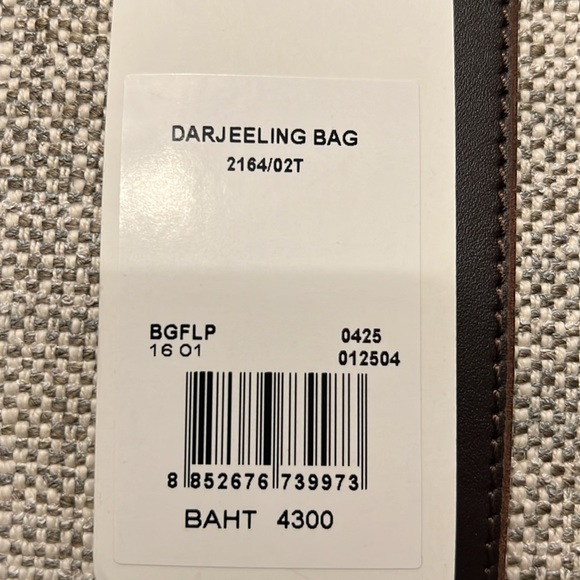 DARJEELING BAG
2164/02T
BGFLP 0425
16 01 012504
8 852676 739973
BAHT 4300